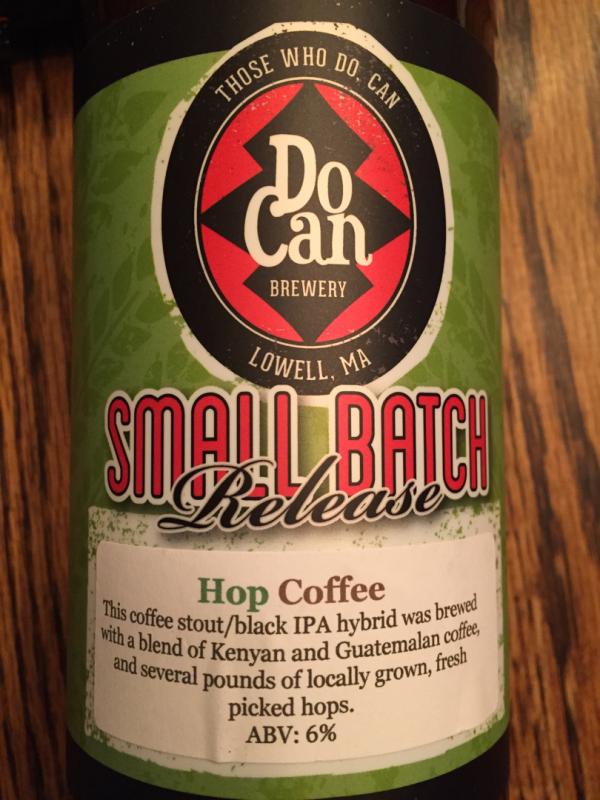 THOSE WHO DO, CAN
Do
Can
BREWERY
LOWELL, MA
SMALL BATCH
Release
Hop Coffee
This coffee stout/black IPA hybrid was brewed
with a blend of Kenyan and Guatemalan coffee,
and several pounds of locally grown, fresh
picked hops.
ABV: 6%